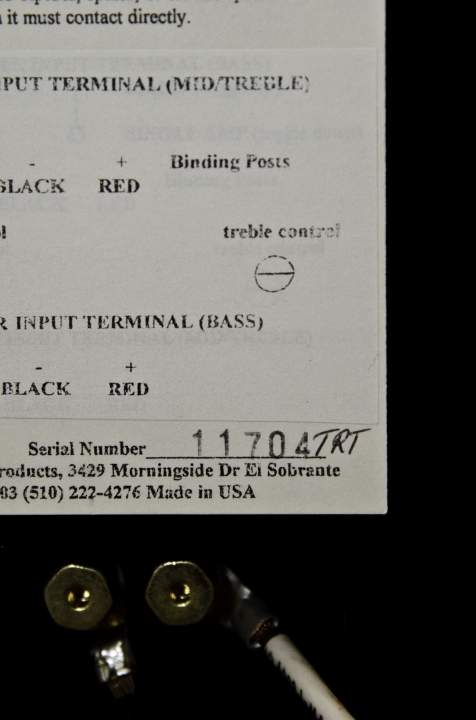 it must contact directly.
PUT TERMINAL (MID/TREBLE)
- + Binding Posts
BLACK RED
treble control
R INPUT TERMINAL (BASS)
- +
BLACK RED
Serial Number 11704TRT
roducts, 3429 Morningside Dr El Sobrante
03 (510) 222-4276 Made in USA